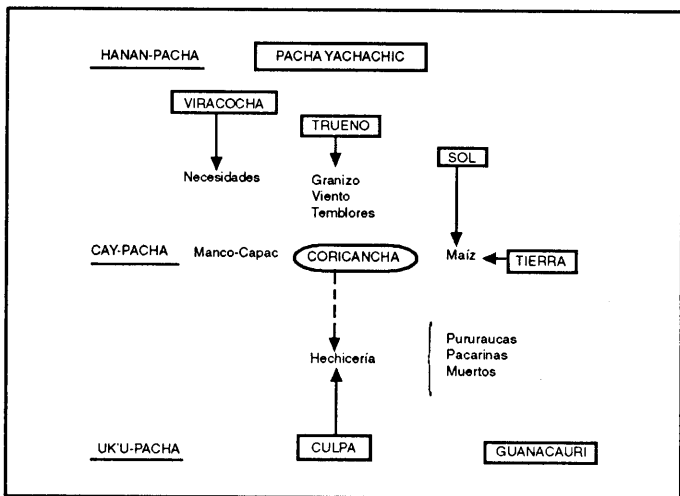 HANAN-PACHA
PACHA YACHACHIC
VIRACOCHA
TRUENO
SOL
Necesidades
Granizo
Viento
Temblores
CAY-PACHA
Manco-Capac
CORICANCHA
Maíz
TIERRA
Hechicería
Pururaucas
Pacarinas
Muertos
UK'U-PACHA
CULPA
GUANACAURI